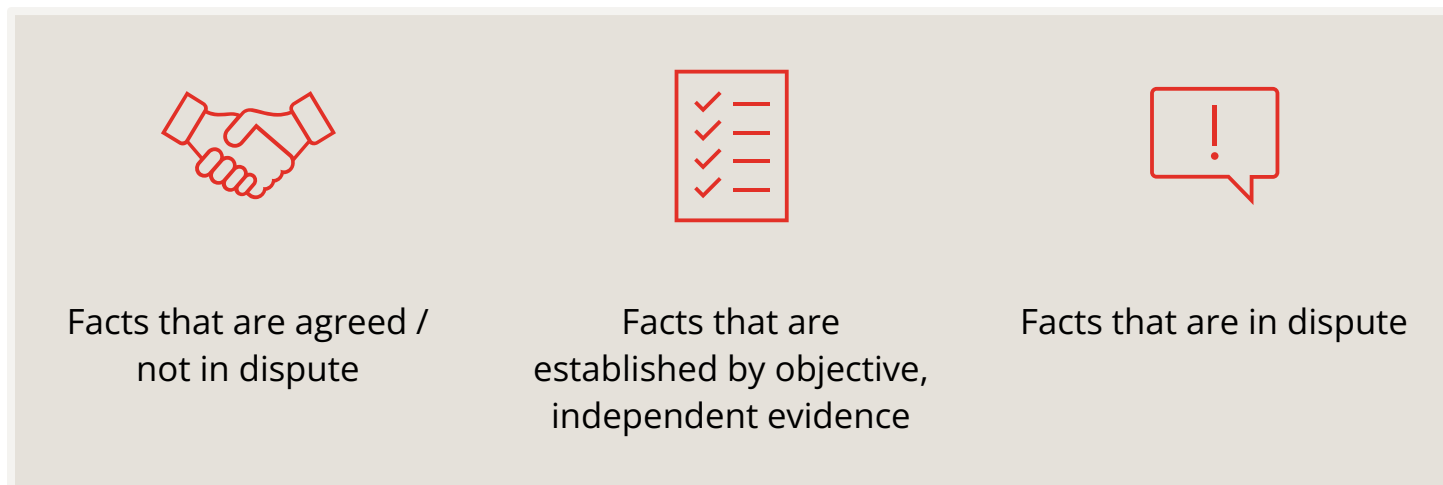 Facts that are agreed /
not in dispute
Facts that are
established by objective,
independent evidence
Facts that are in dispute